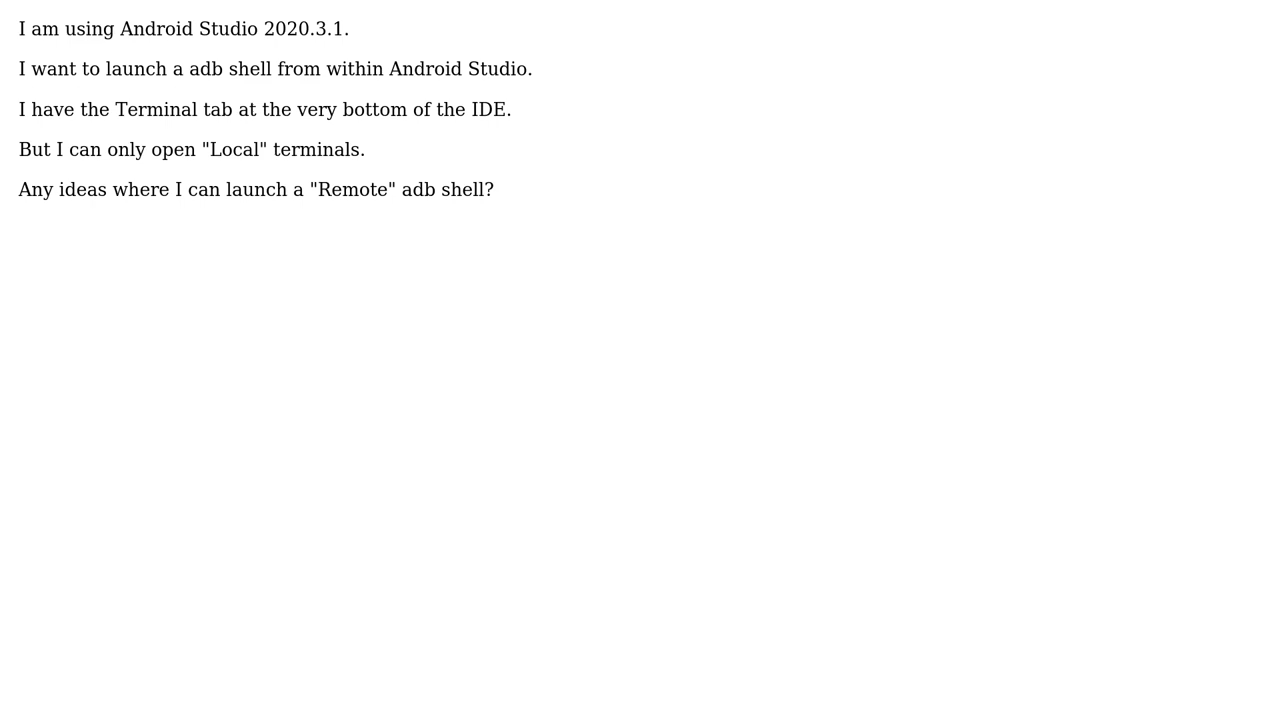 I am using Android Studio 2020.3.1.
I want to launch a adb shell from within Android Studio.
I have the Terminal tab at the very bottom of the IDE.
But I can only open "Local" terminals.
Any ideas where I can launch a "Remote" adb shell?